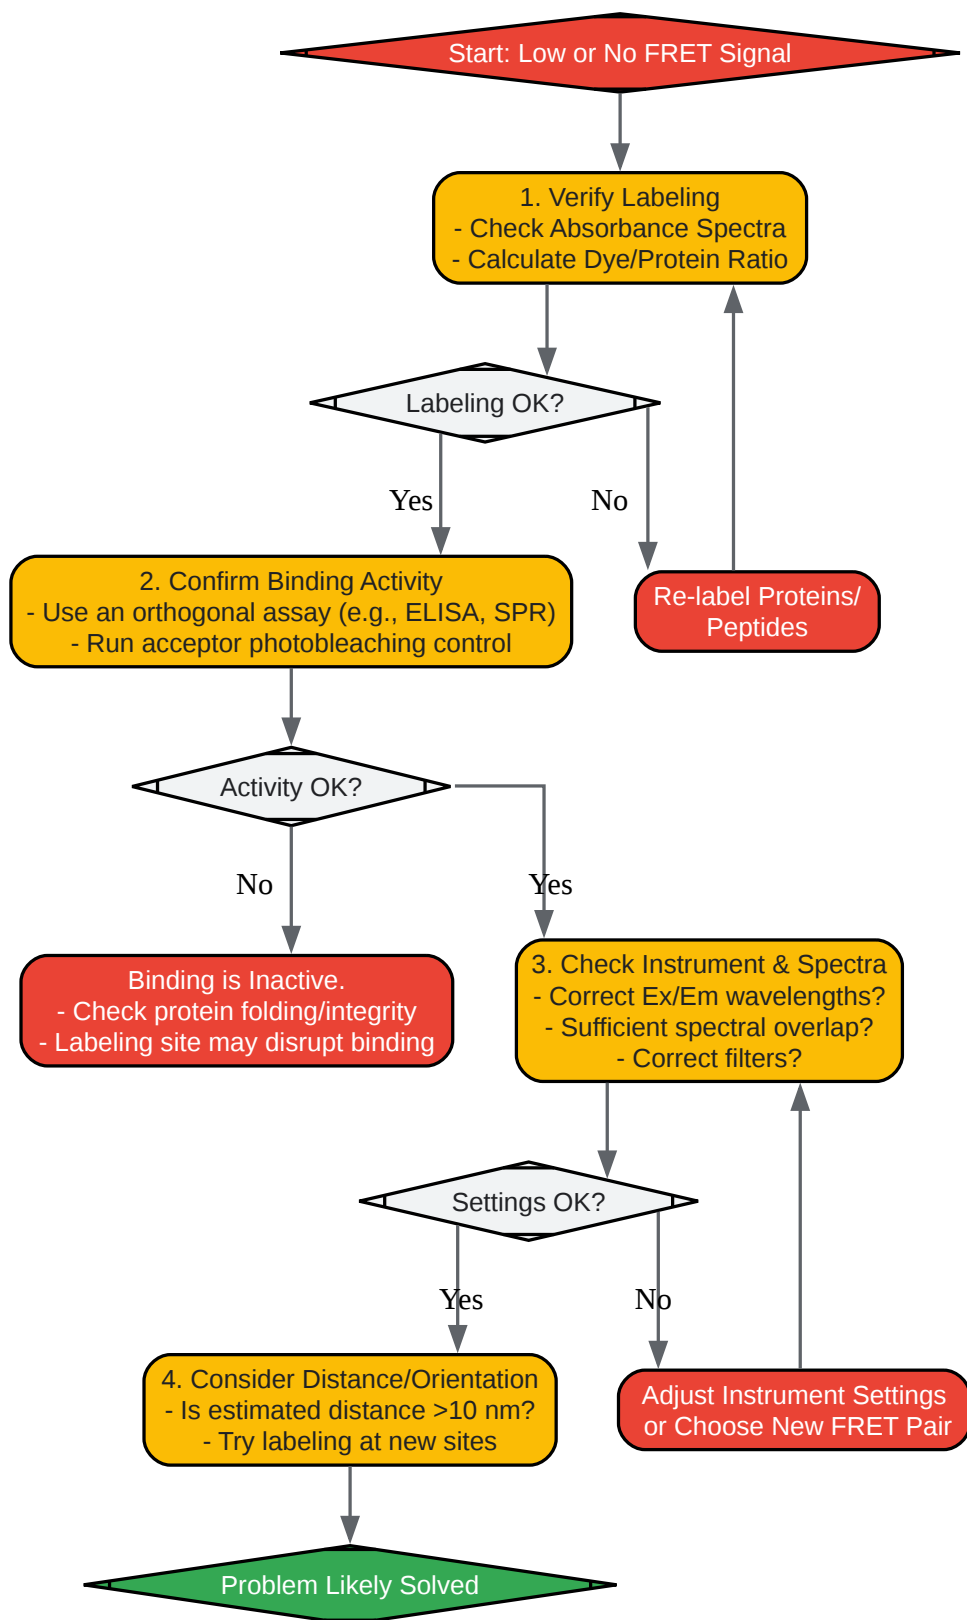 Start: Low or No FRET Signal
1. Verify Labeling
- Check Absorbance Spectra
- Calculate Dye/Protein Ratio
Labeling OK?
Yes
No
2. Confirm Binding Activity
- Use an orthogonal assay (e.g., ELISA, SPR)
- Run acceptor photobleaching control
Re-label Proteins/
Peptides
Activity OK?
No
Yes
Binding is Inactive.
- Check protein folding/integrity
- Labeling site may disrupt binding
3. Check Instrument & Spectra
- Correct Ex/Em wavelengths?
- Sufficient spectral overlap?
- Correct filters?
Settings OK?
Yes
No
4. Consider Distance/Orientation
- Is estimated distance >10 nm?
- Try labeling at new sites
Adjust Instrument Settings
or Choose New FRET Pair
Problem Likely Solved